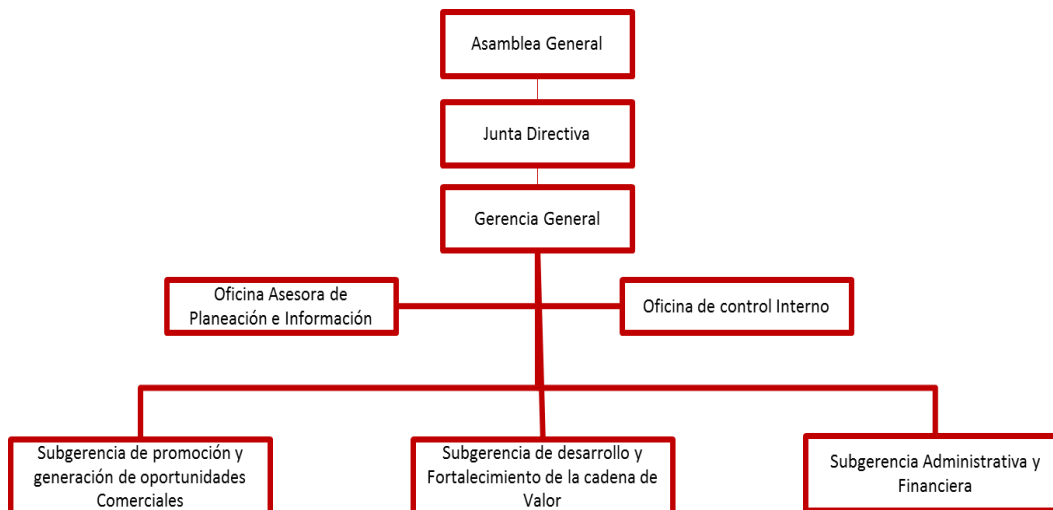 Asamblea General
Junta Directiva
Gerencia General
Oficina Asesora de
Planeación e Información
Oficina de control Interno
Subgerencia de promoción y
generación de oportunidades
Comerciales
Subgerencia de desarrollo y
Fortalecimiento de la cadena de
Valor
Subgerencia Administrativa y
Financiera